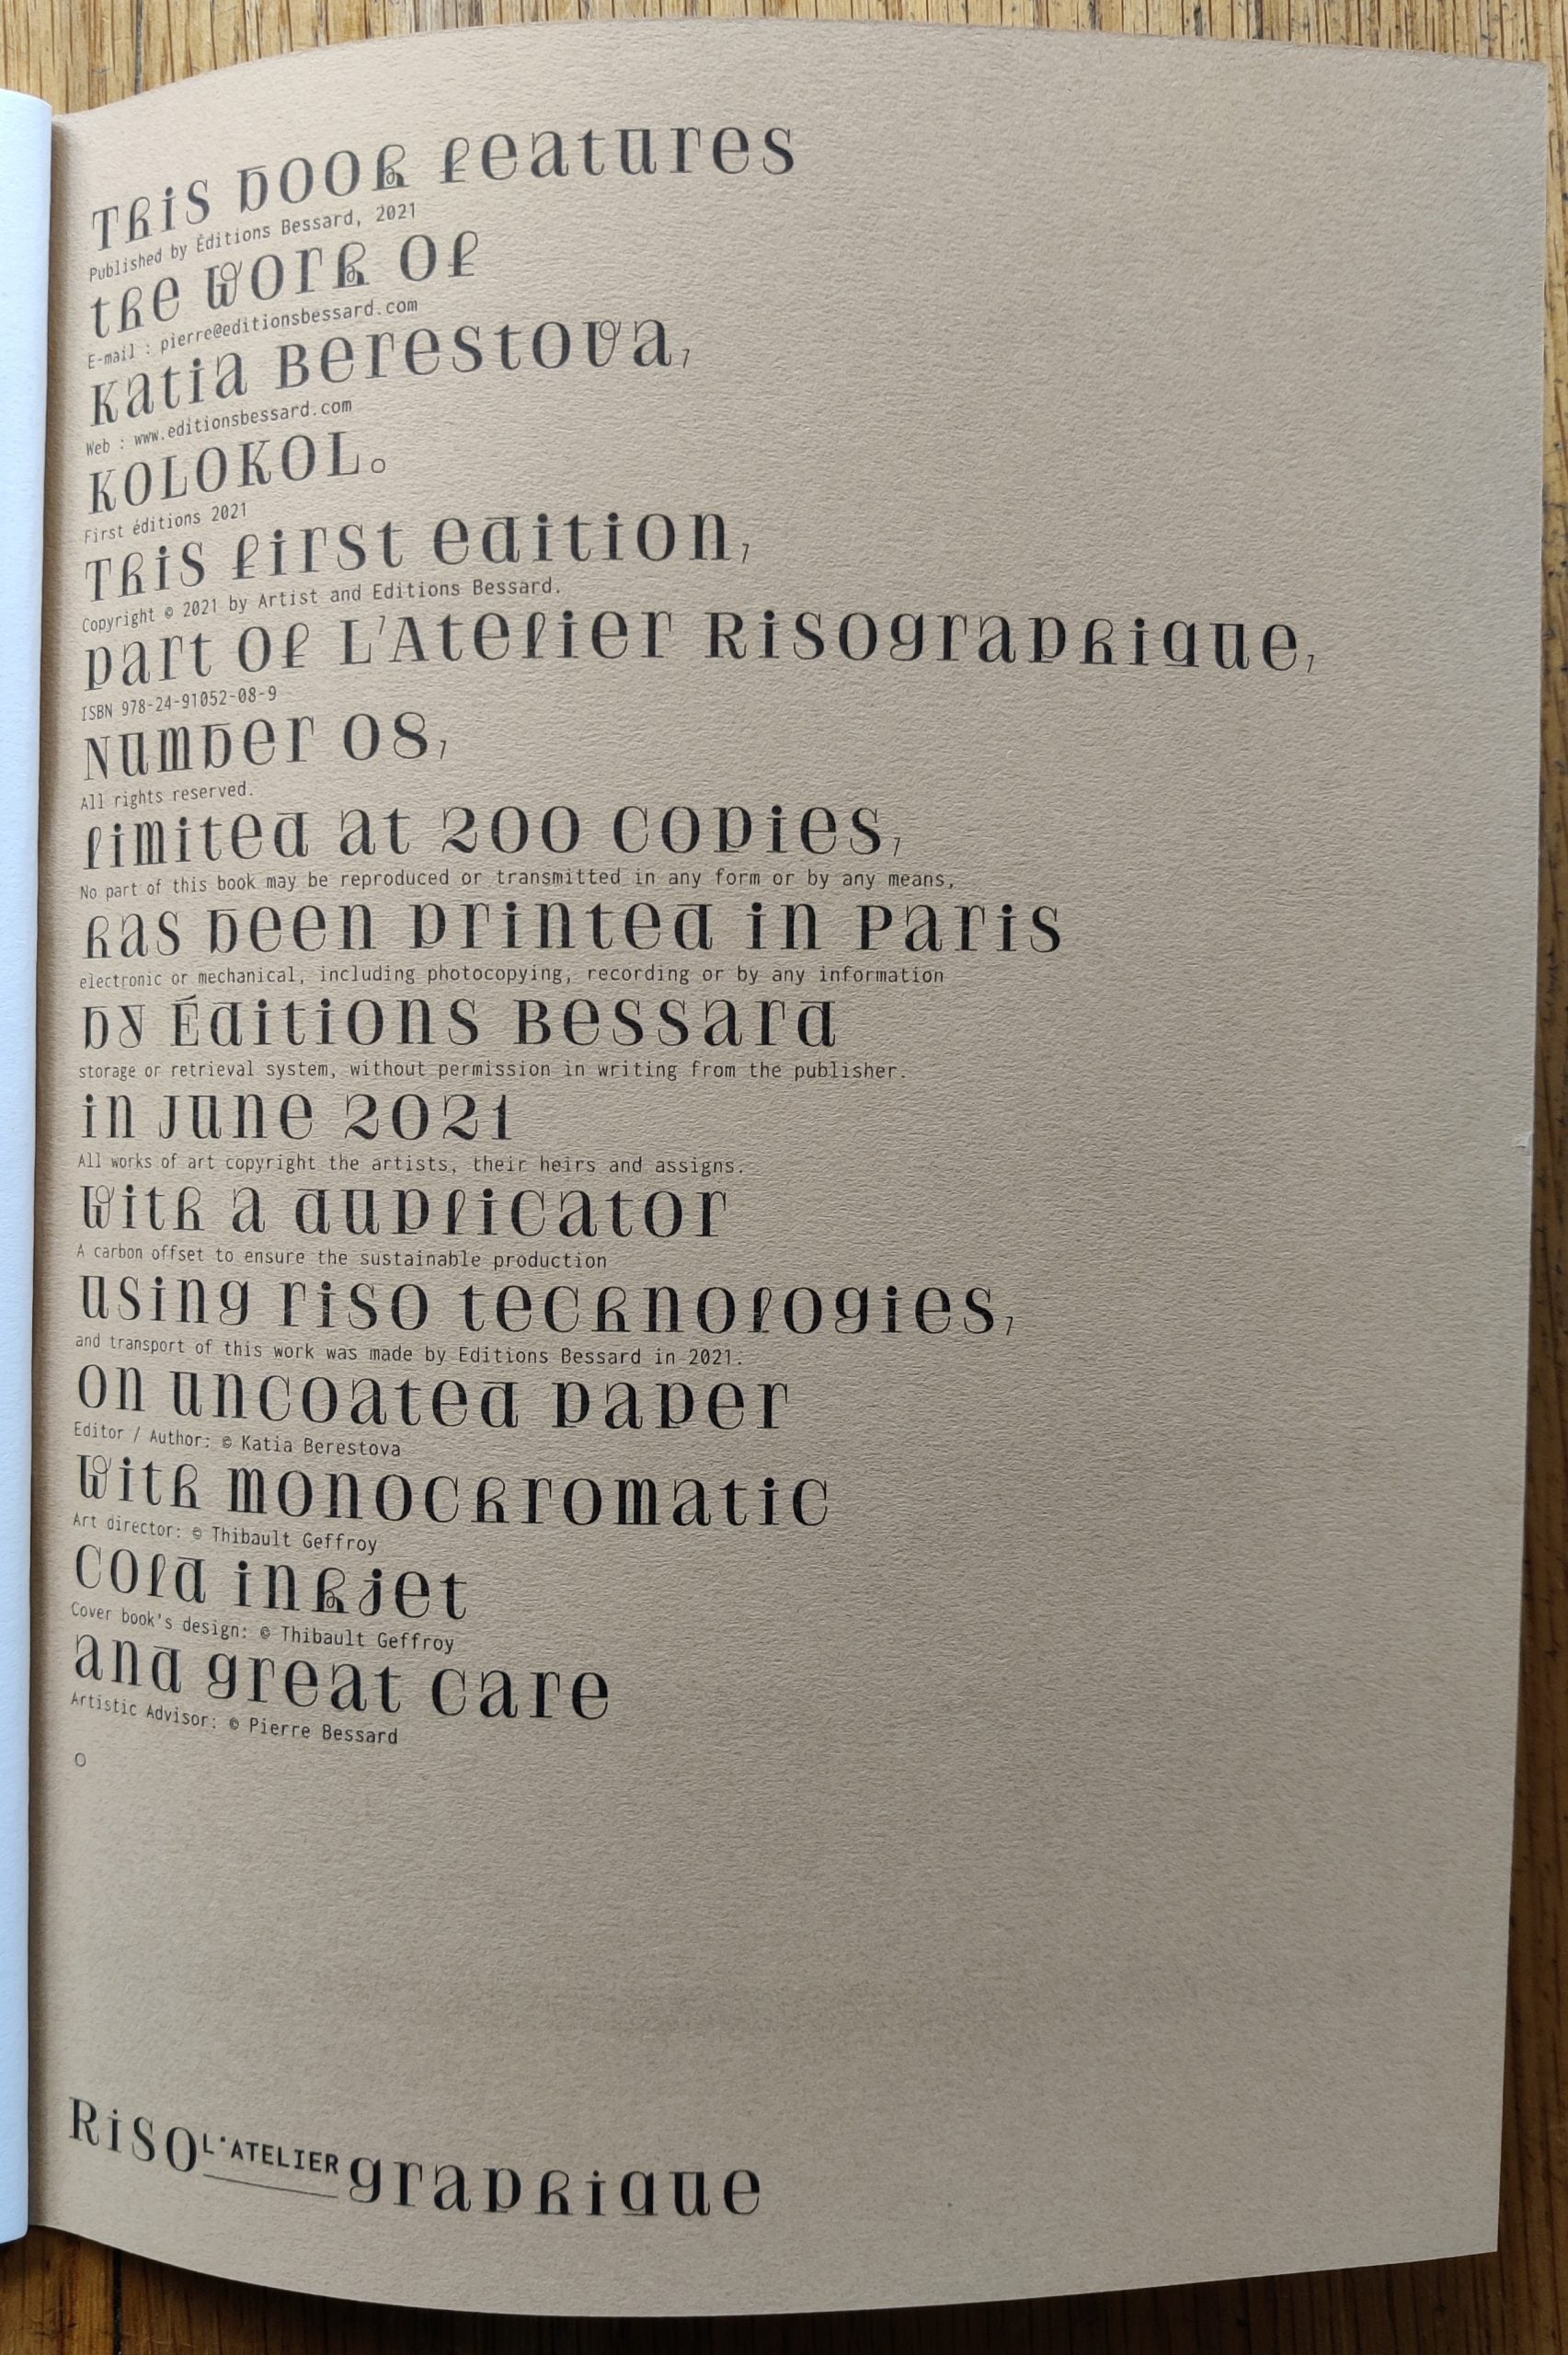 This book features
Published by Éditions Bessard, 2021
the work of
E-mail : pierre@editionsbessard.com
Katia Berestova,
Web : www.editionsbessard.com
KOLOKOL.
First éditions 2021
This first edition,
Copyright © 2021 by Artist and Editions Bessard.
part of L'Atelier Risographique,
ISBN 978-24-91052-08-9
Number 08,
All rights reserved.
limited at 200 copies,
No part of this book may be reproduced or transmitted in any form or by any means,
has been printed in Paris
electronic or mechanical, including photocopying, recording or by any information
by Éditions Bessard
storage or retrieval system, without permission in writing from the publisher.
in June 2021
All works of art copyright the artists, their heirs and assigns.
with a duplicator
A carbon offset to ensure the sustainable production
using riso technologies,
and transport of this work was made by Editions Bessard in 2021.
on uncoated paper
Editor / Author: © Katia Berestova
with monochromatic
Art director: © Thibault Geffroy
cold inkjet
Cover book's design: © Thibault Geffroy
and great care
Artistic Advisor: © Pierre Bessard
.
Riso L'ATELIER graphique